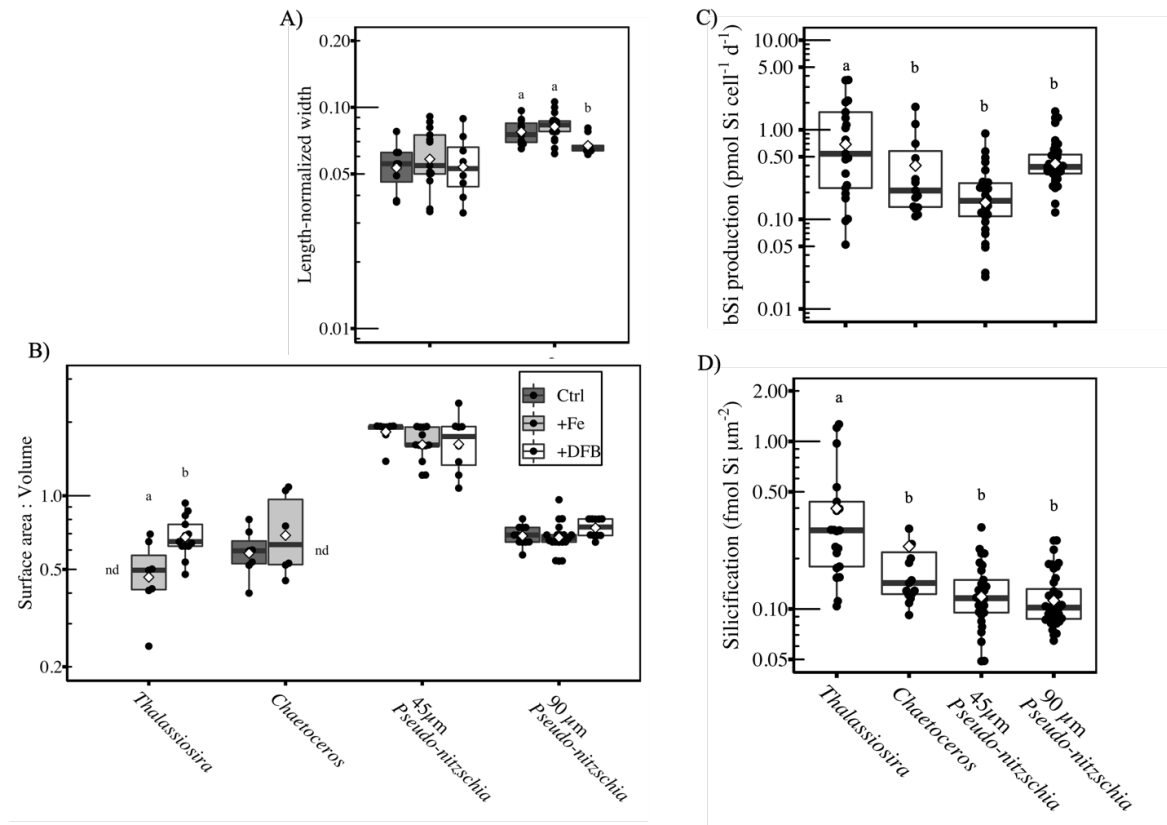 A)
Length-normalized width
0.20
0.10
0.05
0.01
a
a
b
B)
Surface area : Volume
1.0
0.5
0.2
nd
a
b
nd
Ctrl
+Fe
+DFB
Thalassiosira
Chaetoceros
45µm
Pseudo-nitzschia
90 µm
Pseudo-nitzschia
C)
bSi production (pmol Si cell⁻¹ d⁻¹)
10.00
5.00
1.00
0.50
0.10
0.05
0.01
a
b
b
b
D)
Silicification (fmol Si µm⁻²)
2.00
1.00
0.50
0.10
0.05
a
b
b
b
Thalassiosira
Chaetoceros
45µm
Pseudo-nitzschia
90 µm
Pseudo-nitzschia